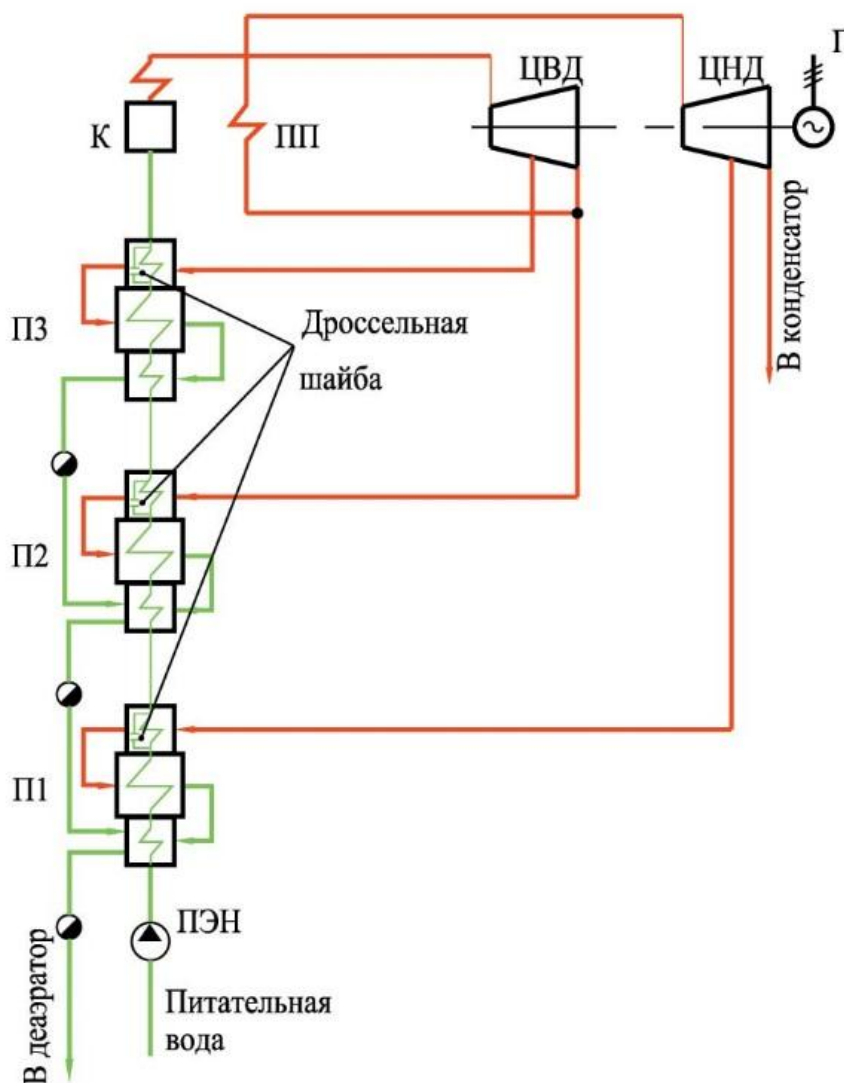 Г
ЦВД
ЦНД
К
ПП
В конденсатор
П3
Дроссельная
шайба
П2
П1
ПЭН
В деаэратор
Питательная
вода